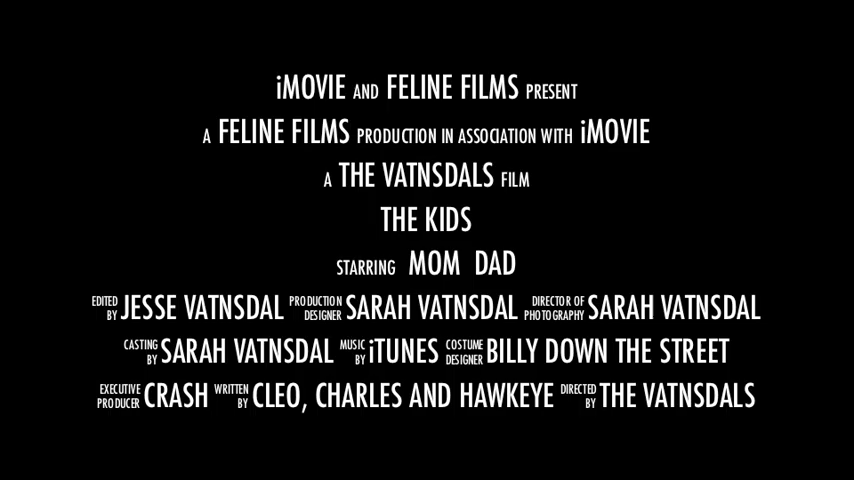 iMOVIE AND FELINE FILMS PRESENT
A FELINE FILMS PRODUCTION IN ASSOCIATION WITH iMOVIE
A THE VATNSDALS FILM
THE KIDS
STARRING MOM DAD
EDITED BY JESSE VATNSDAL PRODUCTION DESIGNER SARAH VATNSDAL DIRECTOR OF PHOTOGRAPHY SARAH VATNSDAL
CASTING BY SARAH VATNSDAL MUSIC BY iTUNES COSTUME DESIGNER BILLY DOWN THE STREET
EXECUTIVE PRODUCER CRASH WRITTEN BY CLEO, CHARLES AND HAWKEYE DIRECTED BY THE VATNSDALS